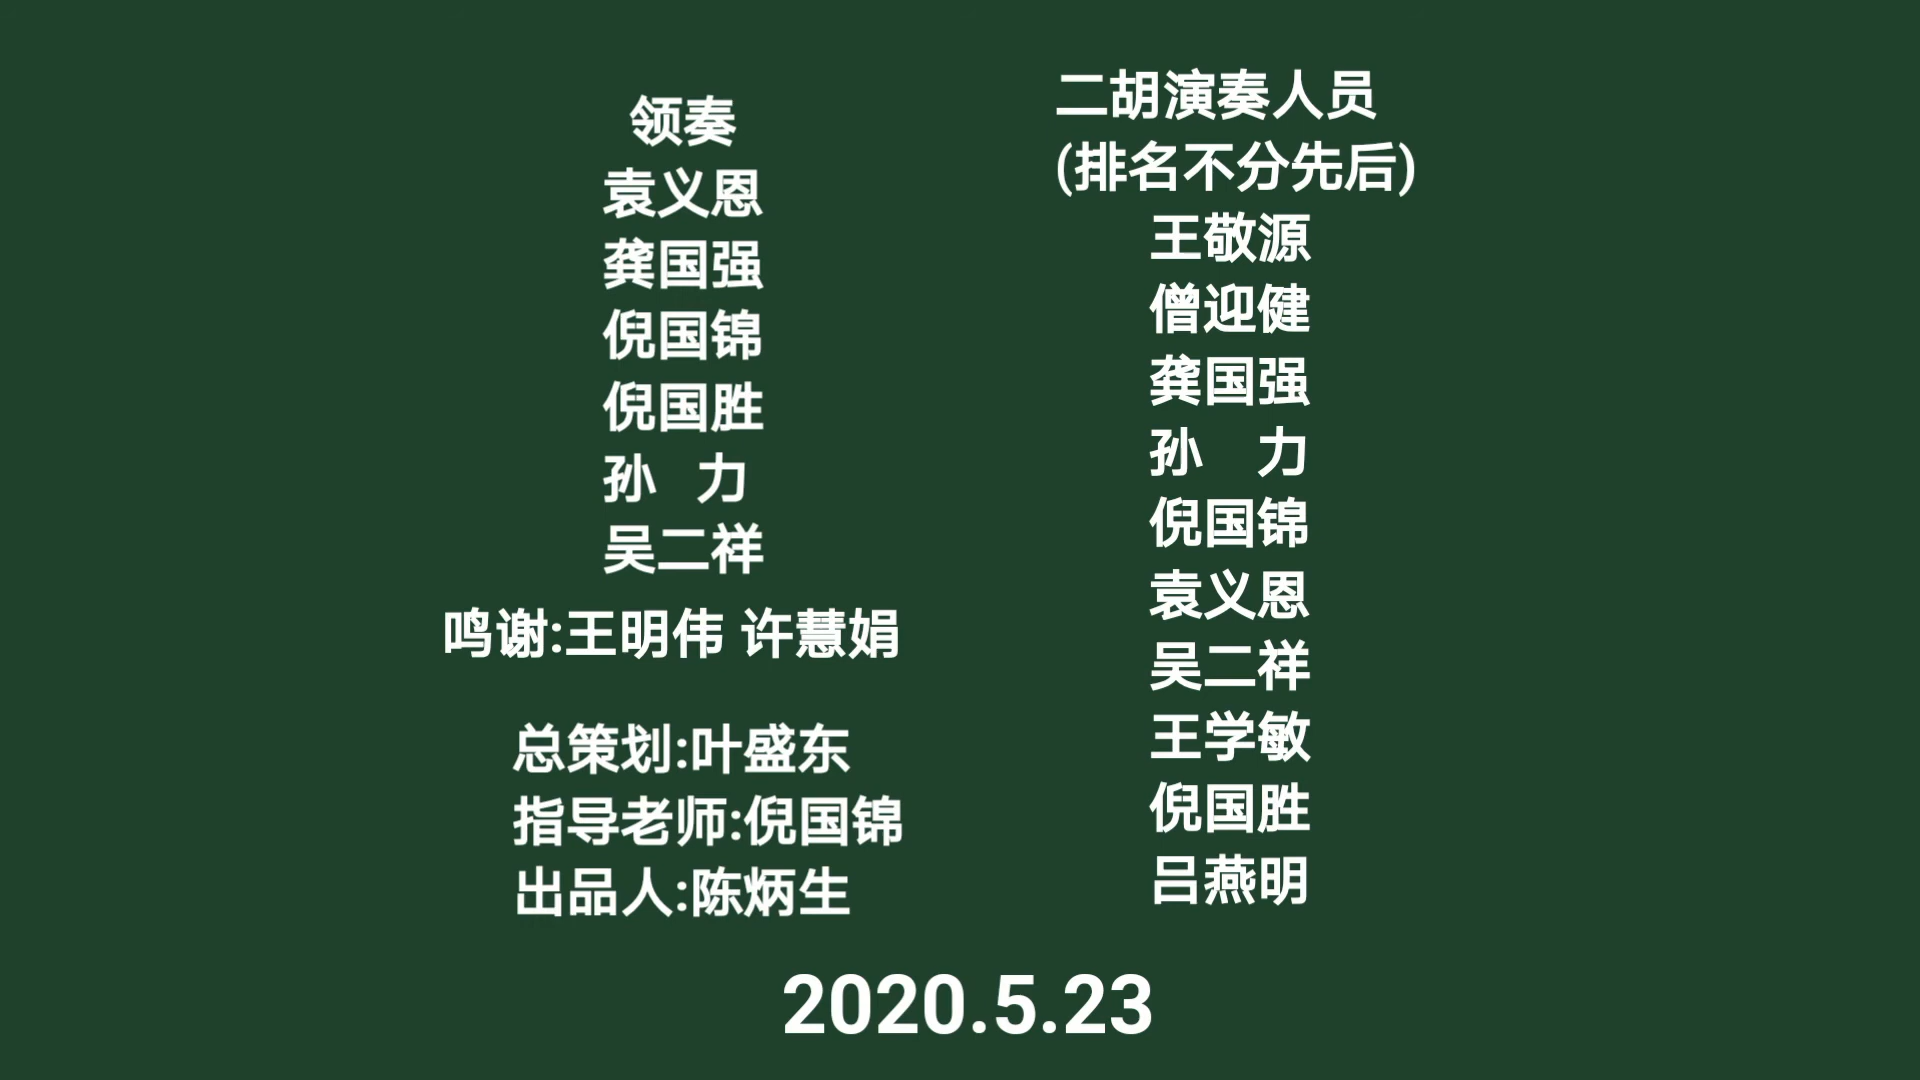 领奏
袁义恩
龚国强
倪国锦
倪国胜
孙 力
吴二祥
鸣谢:王明伟 许慧娟
总策划:叶盛东
指导老师:倪国锦
出品人:陈炳生
二胡演奏人员
(排名不分先后)
王敬源
僧迎健
龚国强
孙 力
倪国锦
袁义恩
吴二祥
王学敏
倪国胜
吕燕明
2020.5.23